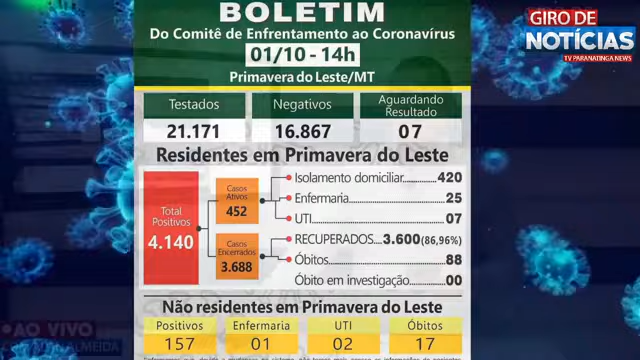 BOLETIM
Do Comitê de Enfrentamento ao Coronavírus
01/10 - 14h
Primavera do Leste/MT
GIRO DE
NOTÍCIAS
TV PARANATINGA NEWS
Testados Negativos Aguardando Resultado
21.171 16.867 07
Residentes em Primavera do Leste
Total Positivos
4.140
Casos Ativos
452
Isolamento domiciliar 420
Enfermaria 25
UTI 07
Casos Encerrados
3.688
RECUPERADOS 3.600 (86,96%)
Óbitos 88
Óbito em investigação 00
Não residentes em Primavera do Leste
Positivos Enfermaria UTI Óbitos
157 01 02 17
AO VIVO
ALMEIDA